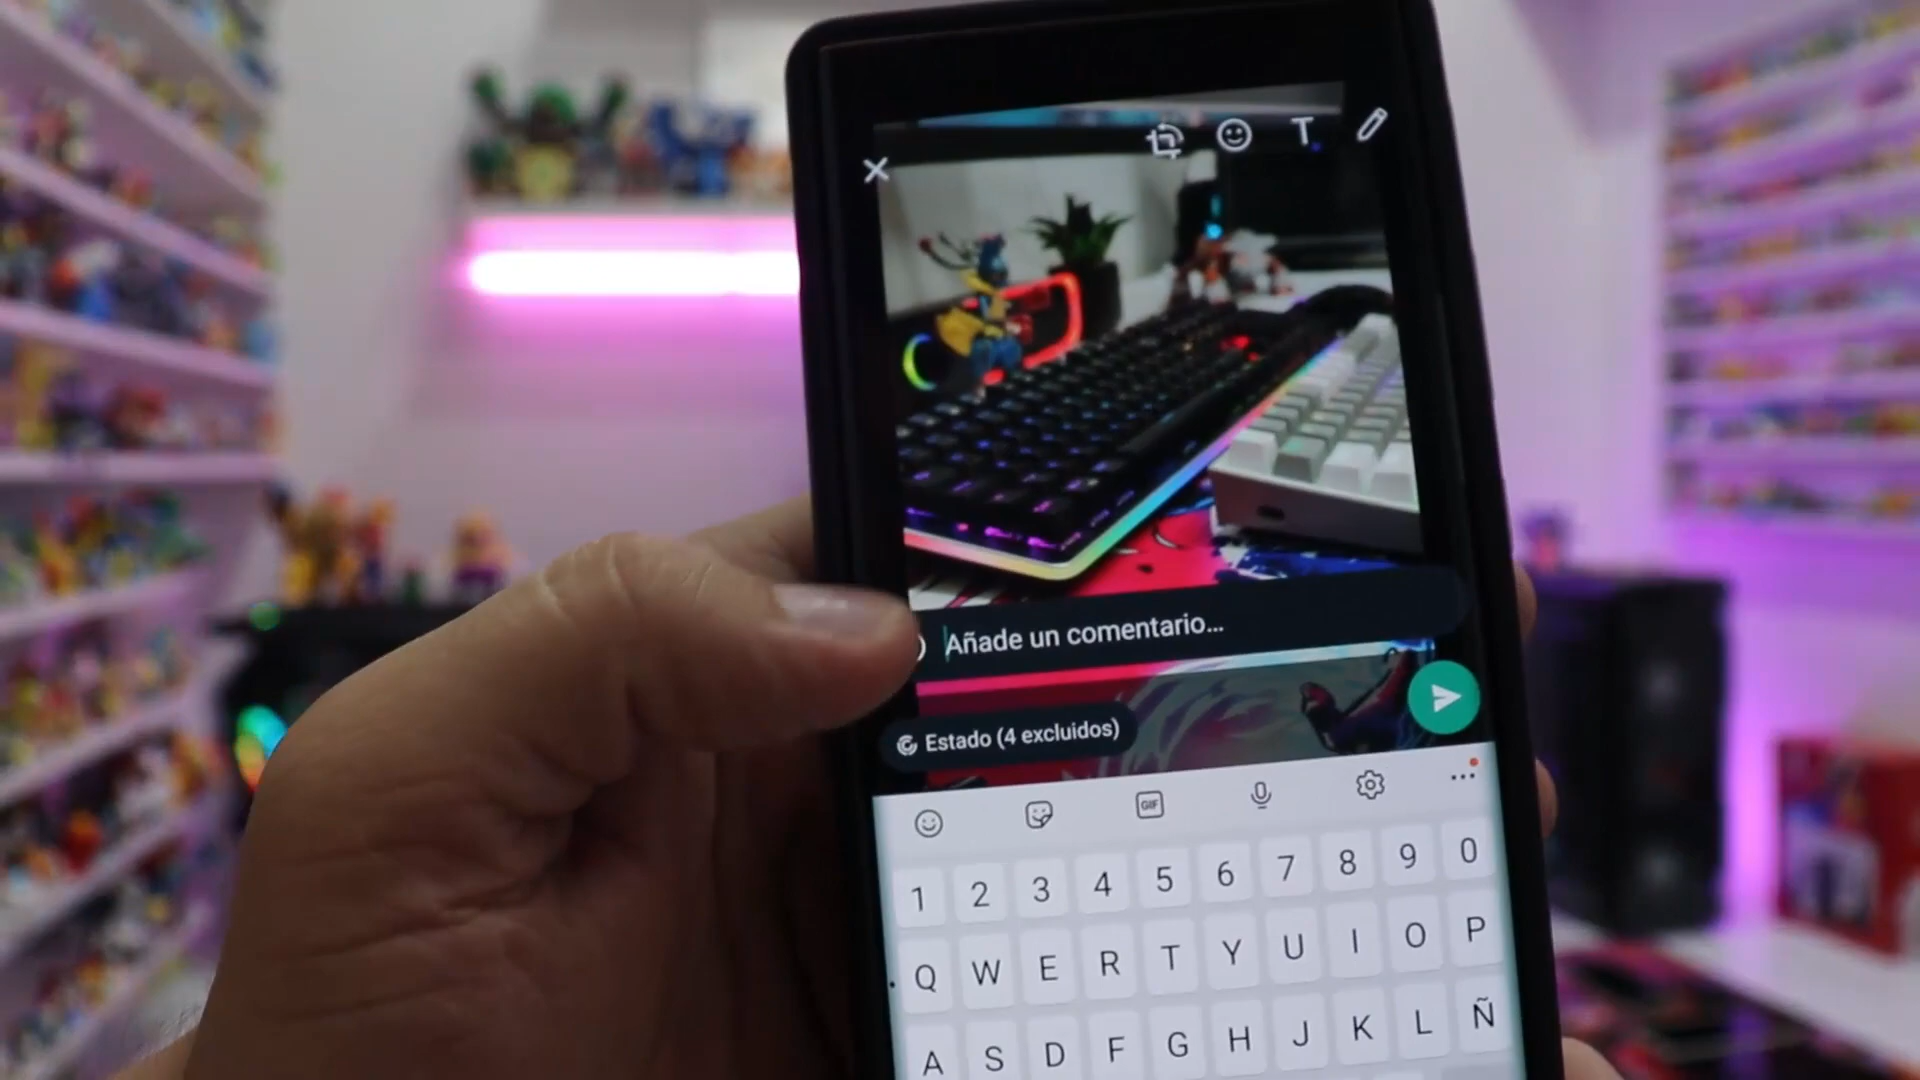 T
Añade un comentario...
Estado (4 excluidos)
GIF
1 2 3 4 5 6 7 8 9 0
Q W E R T Y U I O P
A S D F G H J K L Ñ